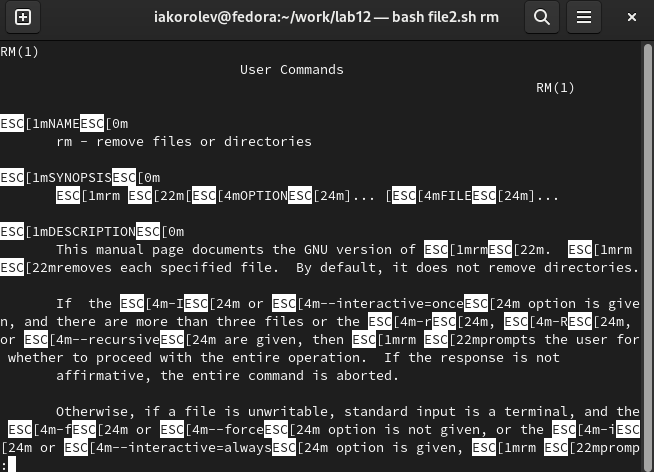 iakorolev@fedora:~/work/lab12 — bash file2.sh rm
RM(1)
User Commands
RM(1)
ESC[1mNAMEESC[0m
rm - remove files or directories
ESC[1mSYNOPSISESC[0m
ESC[1mrm ESC[22m[ESC[4mOPTIONESC[24m]... [ESC[4mFILEESC[24m]...
ESC[1mDESCRIPTIONESC[0m
This manual page documents the GNU version of ESC[1mrmESC[22m.  ESC[1mrm
ESC[22mremoves each specified file.  By default, it does not remove directories.
If  the ESC[4m-IESC[24m or ESC[4m--interactive=onceESC[24m option is give
n, and there are more than three files or the ESC[4m-rESC[24m, ESC[4m-RESC[24m,
or ESC[4m--recursiveESC[24m are given, then ESC[1mrm ESC[22mprompts the user for
whether to proceed with the entire operation.  If the response is not
affirmative, the entire command is aborted.
Otherwise, if a file is unwritable, standard input is a terminal, and the
ESC[4m-fESC[24m or ESC[4m--forceESC[24m option is not given, or the ESC[4m-iESC
[24m or ESC[4m--interactive=alwaysESC[24m option is given, ESC[1mrm ESC[22mpromp
: